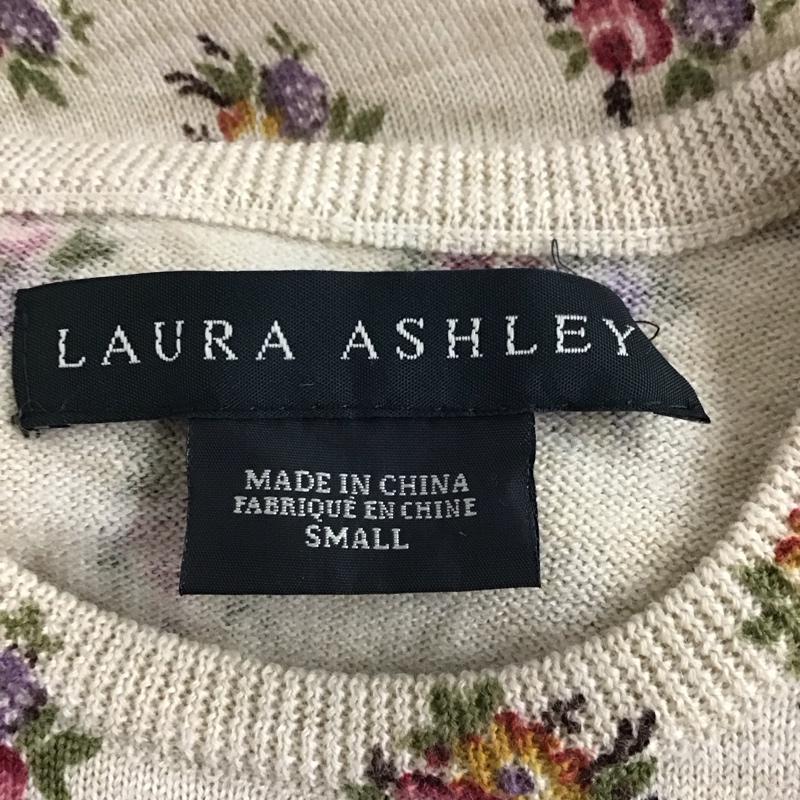 LAURA ASHLEY
MADE IN CHINA
FABRIQUÉ EN CHINE
SMALL